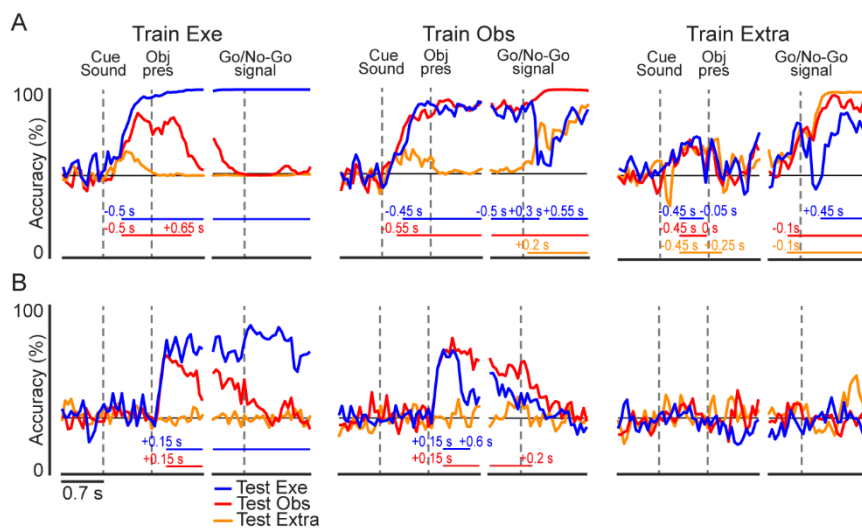 A
Train Exe
Train Obs
Train Extra
Cue Sound
Obj pres
Go/No-Go signal
Cue Sound
Obj pres
Go/No-Go signal
Cue Sound
Obj pres
Go/No-Go signal
Accuracy (%)
100
0
-0.5 s
-0.5 s +0.65 s
-0.45 s -0.5 s +0.3 s +0.55 s
+0.55 s
+0.2 s
-0.45 s -0.05 s +0.45 s
-0.45 s 0 s -0.1s
-0.45 s +0.25 s -0.1s
B
Accuracy (%)
100
0
+0.15 s
+0.15 s
+0.15 s +0.6 s
+0.15 s +0.2 s
0.7 s
Test Exe
Test Obs
Test Extra